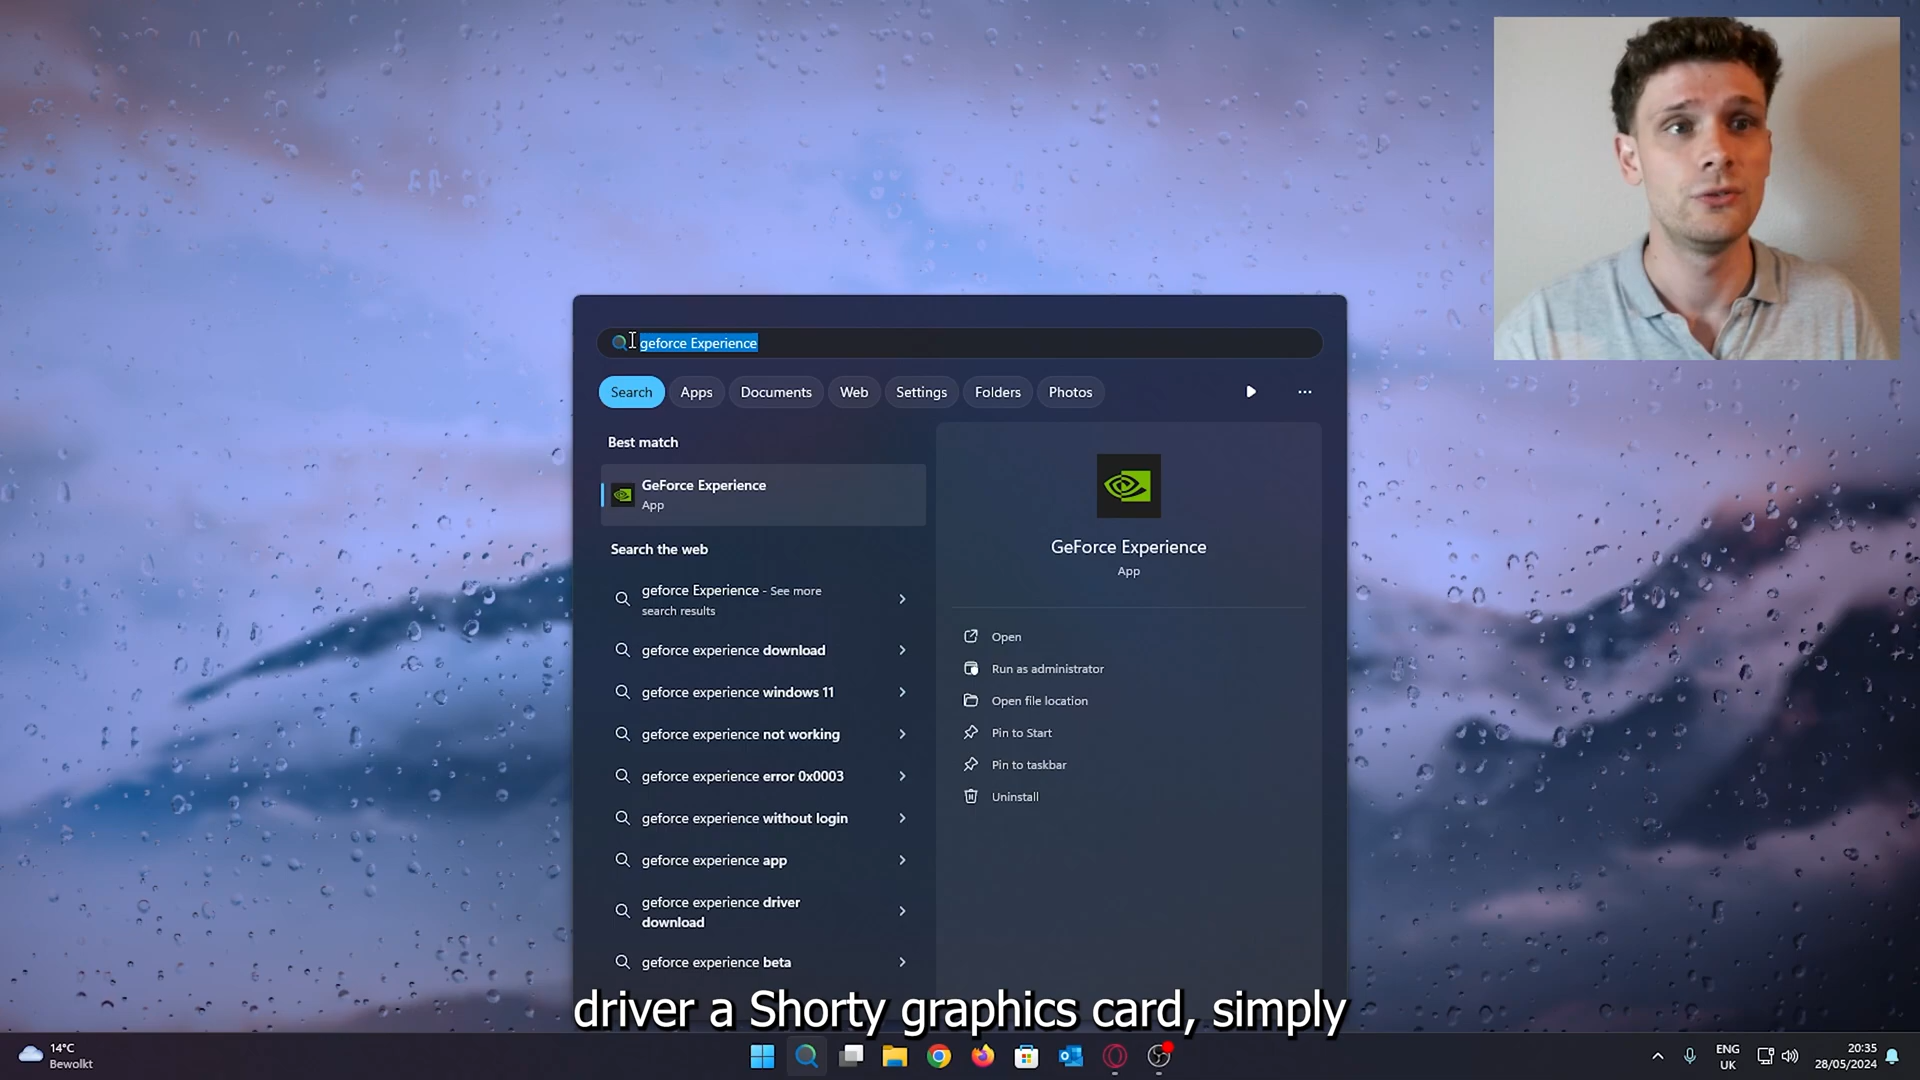 geforce Experience
Search
Apps
Documents
Web
Settings
Folders
Photos
Best match
GeForce Experience
App
Search the web
geforce Experience - See more
search results
geforce experience download
geforce experience windows 11
geforce experience not working
geforce experience error 0x0003
geforce experience without login
geforce experience app
geforce experience driver
download
geforce experience beta
GeForce Experience
App
Open
Run as administrator
Open file location
Pin to Start
Pin to taskbar
Uninstall
driver a Shorty graphics card, simply
14°C
Bewolkt
ENG
UK
20:35
28/05/2024